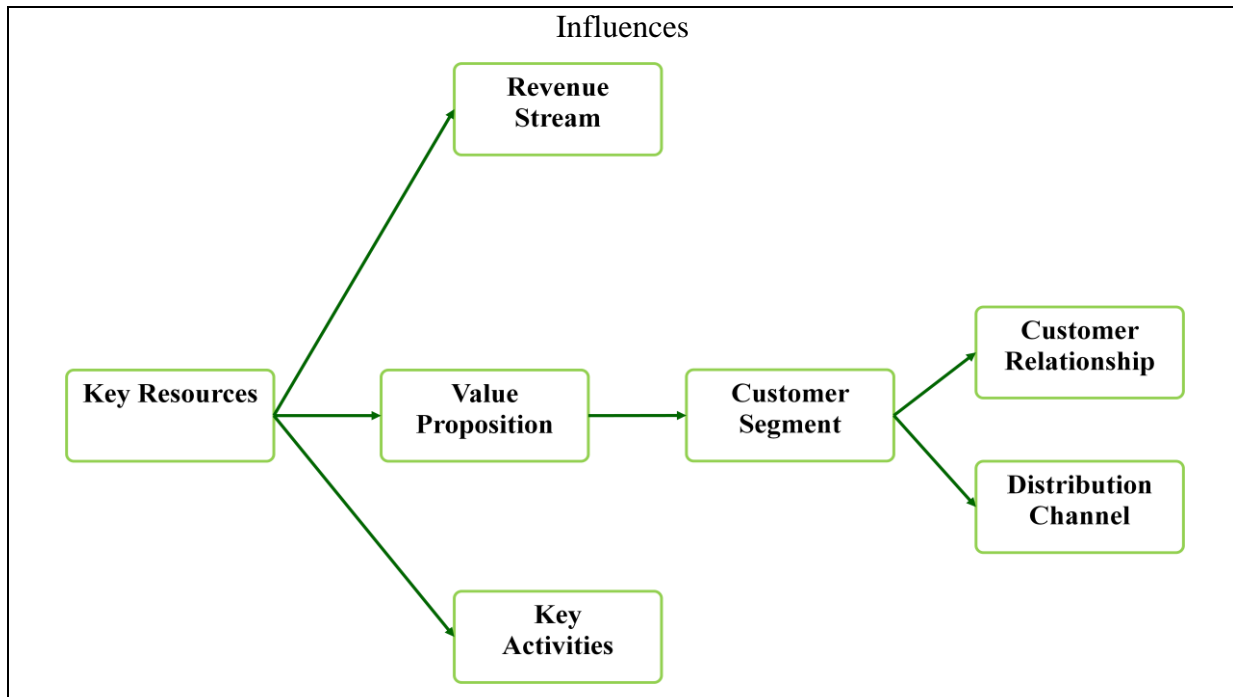 Influences
Revenue
Stream
Key Resources
Value
Proposition
Customer
Segment
Customer
Relationship
Distribution
Channel
Key
Activities